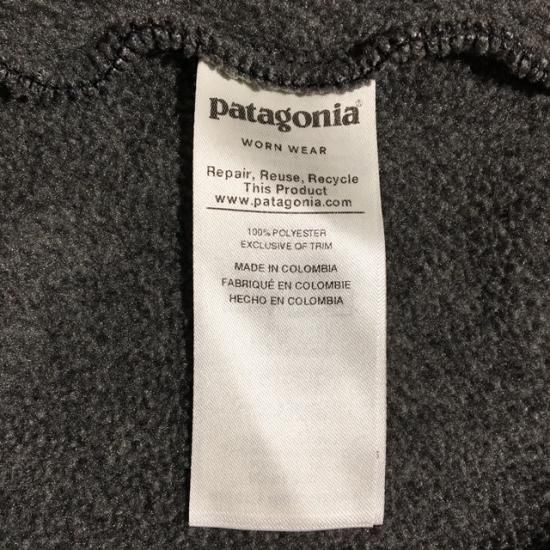 patagonia®
WORN WEAR
Repair, Reuse, Recycle
This Product
www.patagonia.com
100% POLYESTER
EXCLUSIVE OF TRIM
MADE IN COLOMBIA
FABRIQUÉ EN COLOMBIE
HECHO EN COLOMBIA